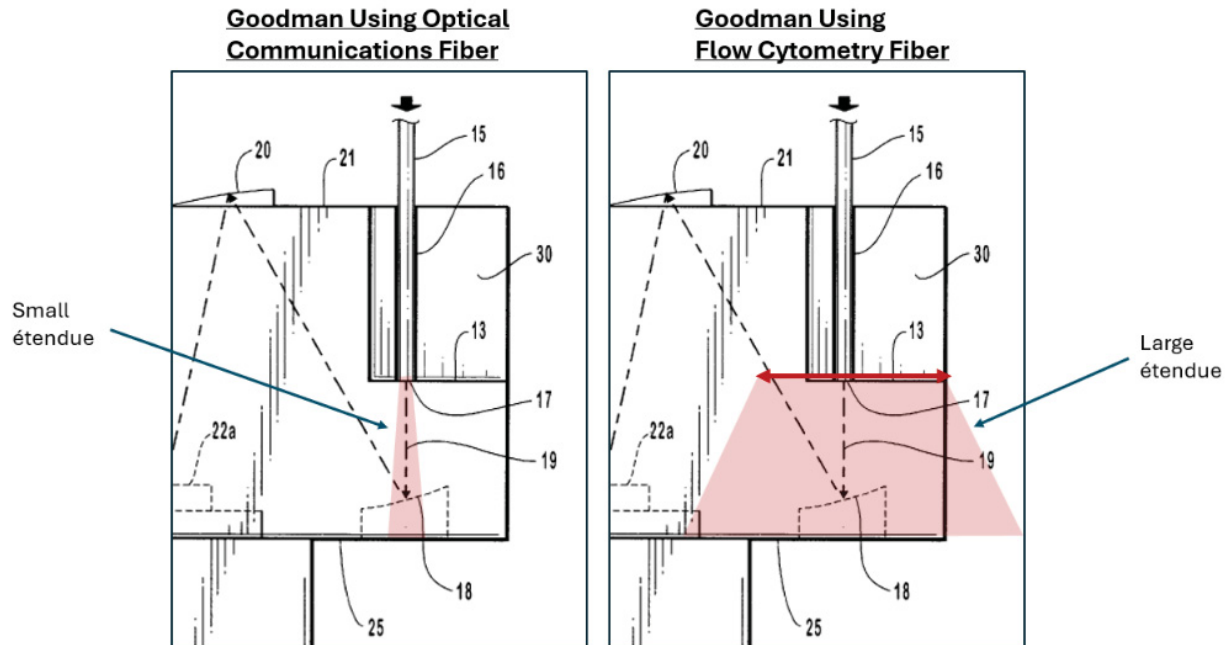 Goodman Using Optical
Communications Fiber
Goodman Using
Flow Cytometry Fiber
20
21
15
16
30
13
17
19
22a
18
25
Small
étendue
20
21
15
16
30
13
17
19
22a
18
25
Large
étendue